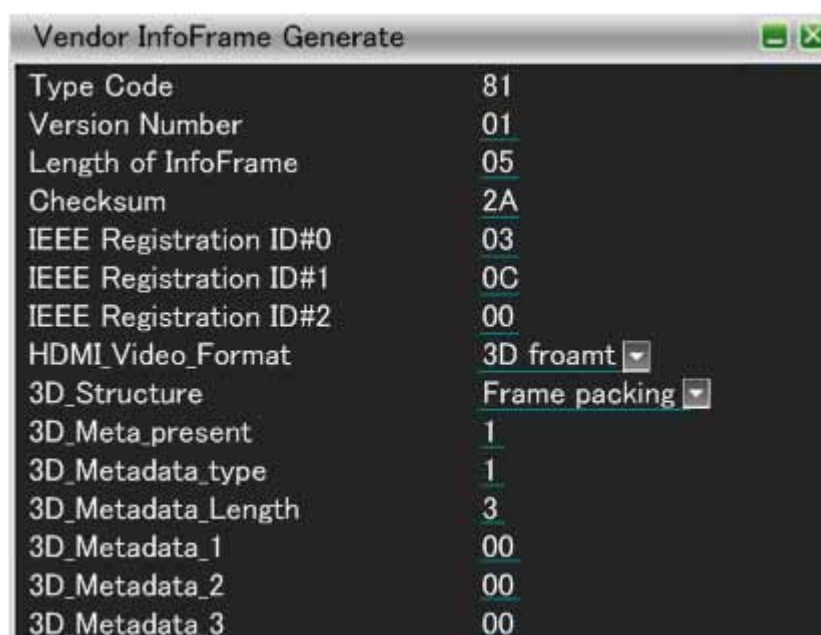 Vendor InfoFrame Generate
Type Code 81
Version Number 01
Length of InfoFrame 05
Checksum 2A
IEEE Registration ID#0 03
IEEE Registration ID#1 0C
IEEE Registration ID#2 00
HDMI_Video_Format 3D froamt
3D_Structure Frame packing
3D_Meta_present 1
3D_Metadata_type 1
3D_Metadata_Length 3
3D_Metadata_1 00
3D_Metadata_2 00
3D_Metadata_3 00